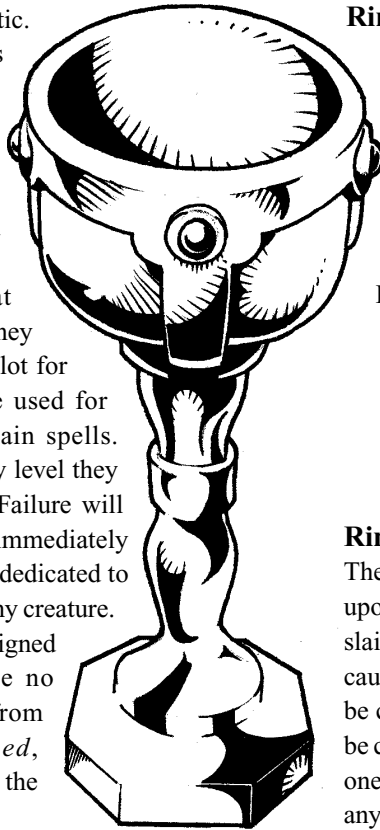 tic.
s
at
hey
lot for
e used for
ain spells.
y level they
Failure will
mmediately
dedicated to
ny creature.
igned
e no
rom
ed,
the
Rin
Rin
The
upo
slai
cau
be c
be c
one
any